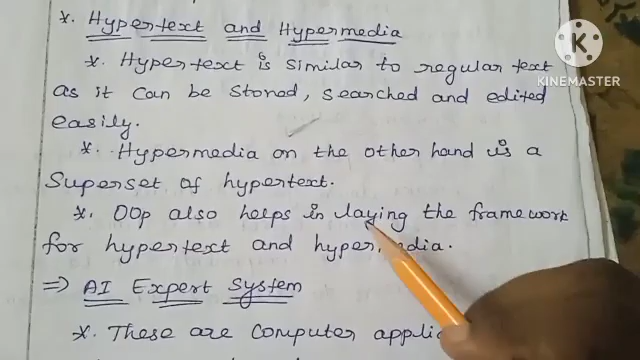 * Hypertext and Hypermedia
* Hypertext is similar to regular text
as it can be stored, searched and edited
easily.
* Hypermedia on the other hand is a
superset of hypertext.
* OOP also helps in laying the framework
for hypertext and hyper
⇒ AI Expert System
* These are computer
KINEMASTER